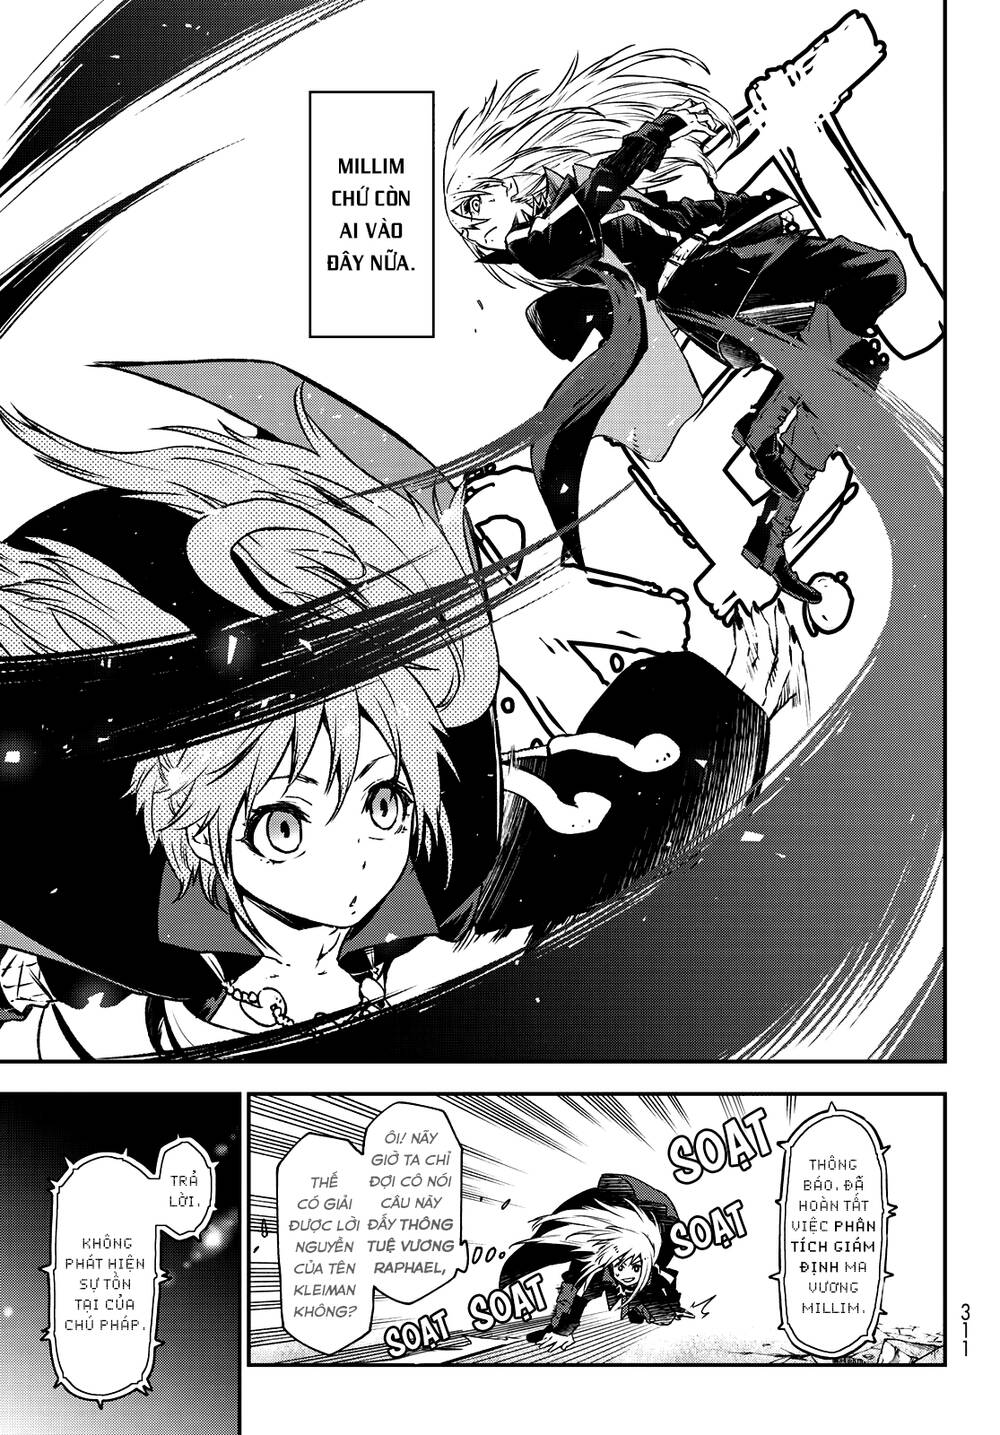 MILLIM
CHỨ CÒN
AI VÀO
ĐÂY NỮA.
THÔNG
BÁO. ĐÃ
HOÀN TẤT
VIỆC PHÂN
TÍCH GIÁM
ĐỊNH MA
VƯƠNG
MILLIM.
SOẠT
SOẠT
SOẠT
SOẠT
ÔI! NÃY
GIỜ TA CHỈ
ĐỢI CÔ NÓI
CÂU NÀY
ĐẤY THÔNG
TUỆ VƯƠNG
RAPHAEL,
THẾ
CÓ GIẢI
ĐƯỢC LỜI
NGUYỀN
CỦA TÊN
KLEIMAN
KHÔNG?
TRẢ
LỜI.
KHÔNG
PHÁT HIỆN
SỰ TỒN
TẠI CỦA
CHÚ PHÁP.
311